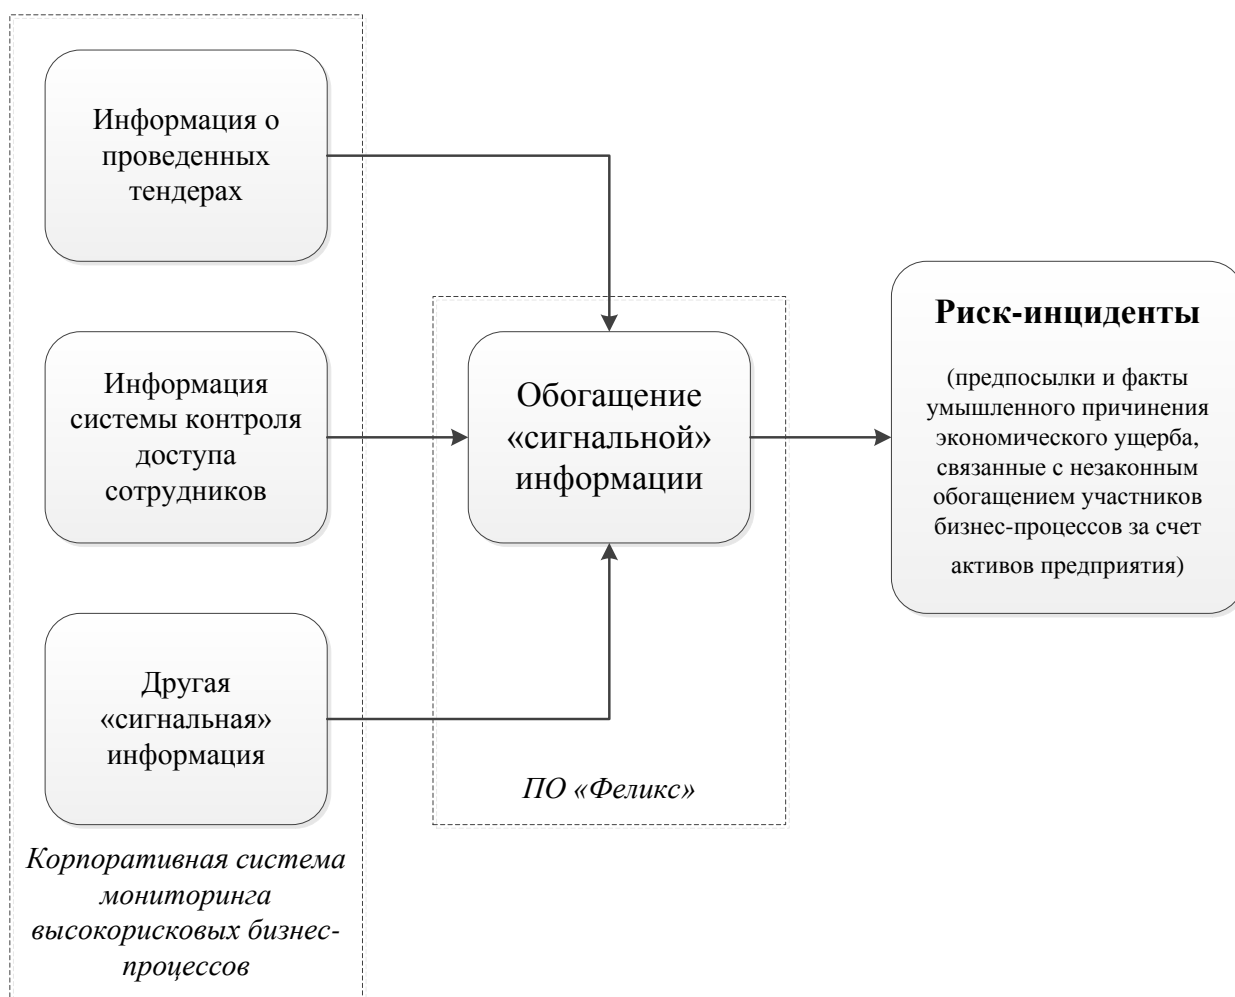 Информация о
проведенных
тендерах
Информация
системы контроля
доступа
сотрудников
Другая
«сигнальная»
информация
Корпоративная система
мониторинга
высокорисковых бизнес-
процессов
Обогащение
«сигнальной»
информации
ПО «Феликс»
Риск-инциденты
(предпосылки и факты
умышленного причинения
экономического ущерба,
связанные с незаконным
обогащением участников
бизнес-процессов за счет
активов предприятия)